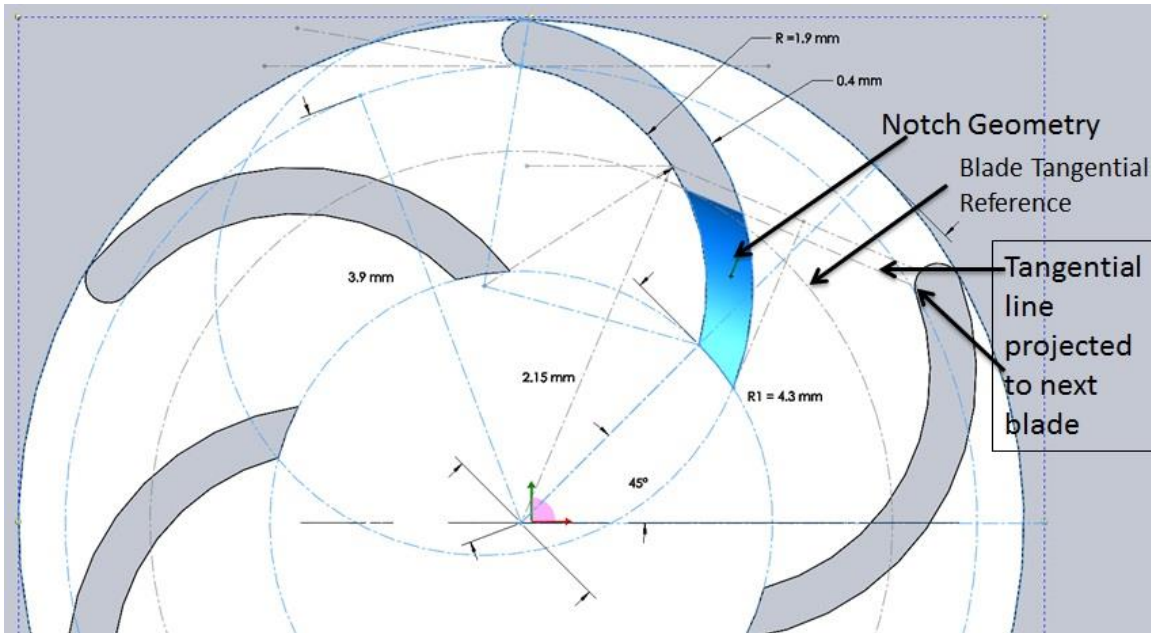 R =1.9 mm
0.4 mm
Notch Geometry
Blade Tangential
Reference
3.9 mm
Tangential
line
projected
to next
blade
2.15 mm
R1 = 4.3 mm
45º